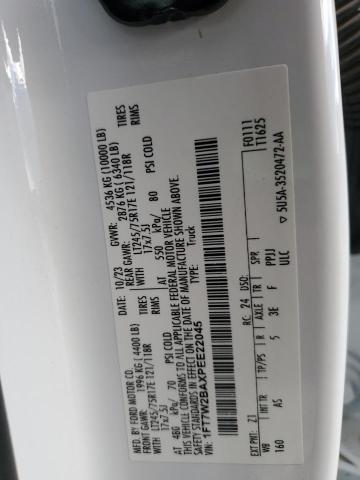 MFD. BY FORD MOTOR CO.
DATE: 10/23 GVWR: 4536 KG (10000 LB)
FRONT GAWR: 1996 KG (4400 LB) REAR GAWR: 2876 KG (6340 LB)
LT245/75R17E 121/118R TIRES WITH LT245/75R17E 121/118R TIRES
17x7.5J RIMS 17x7.5J RIMS
AT 480 kPa/ 70 PSI COLD AT 550 kPa/ 80 PSI COLD
THIS VEHICLE CONFORMS TO ALL APPLICABLE FEDERAL MOTOR VEHICLE
SAFETY STANDARDS IN EFFECT ON THE DATE OF MANUFACTURE SHOWN ABOVE.
VIN: 1FT7W2BAXPEE22045
TYPE: Truck
F0111
T1625
EXT PNT: Z1 RC: 24 DSO:
WB INT TR TP/PS R AXLE TR SPR
160 AS 5 3E F PPJJ
ULC
▽ 5U5A-3520472-AA